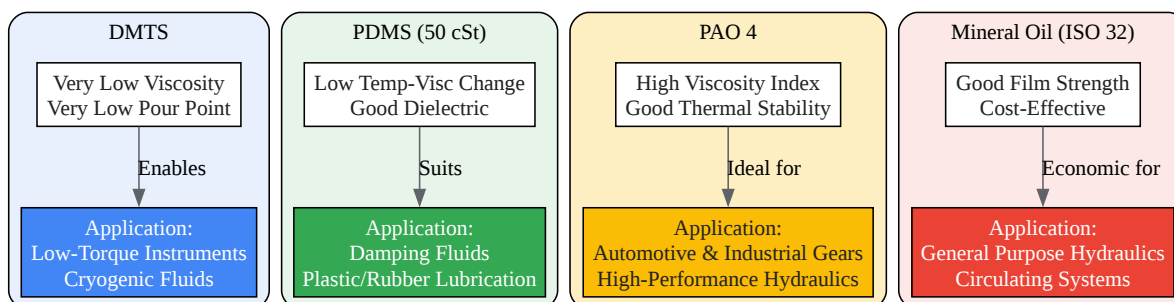 DMTS
Very Low Viscosity
Very Low Pour Point
Enables
Application:
Low-Torque Instruments
Cryogenic Fluids
PDMS (50 cSt)
Low Temp-Visc Change
Good Dielectric
Suits
Application:
Damping Fluids
Plastic/Rubber Lubrication
PAO 4
High Viscosity Index
Good Thermal Stability
Ideal for
Application:
Automotive & Industrial Gears
High-Performance Hydraulics
Mineral Oil (ISO 32)
Good Film Strength
Cost-Effective
Economic for
Application:
General Purpose Hydraulics
Circulating Systems